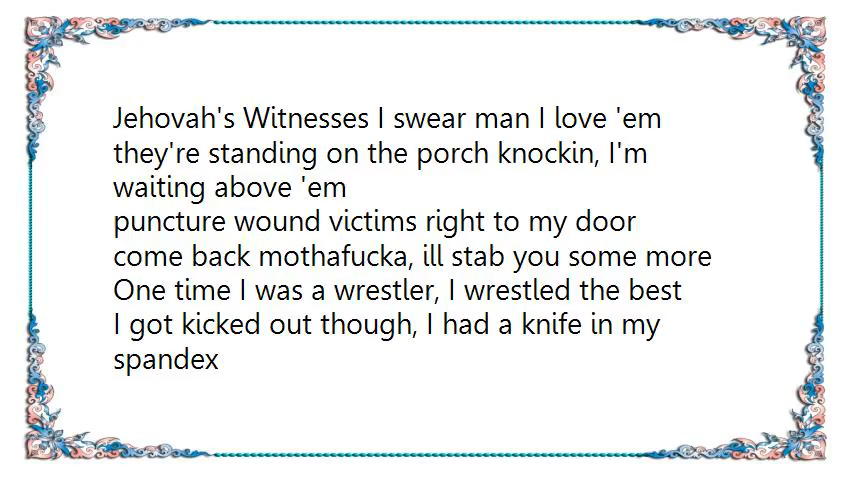 Jehovah's Witnesses I swear man I love 'em
they're standing on the porch knockin, I'm
waiting above 'em
puncture wound victims right to my door
come back mothafucka, ill stab you some more
One time I was a wrestler, I wrestled the best
I got kicked out though, I had a knife in my
spandex